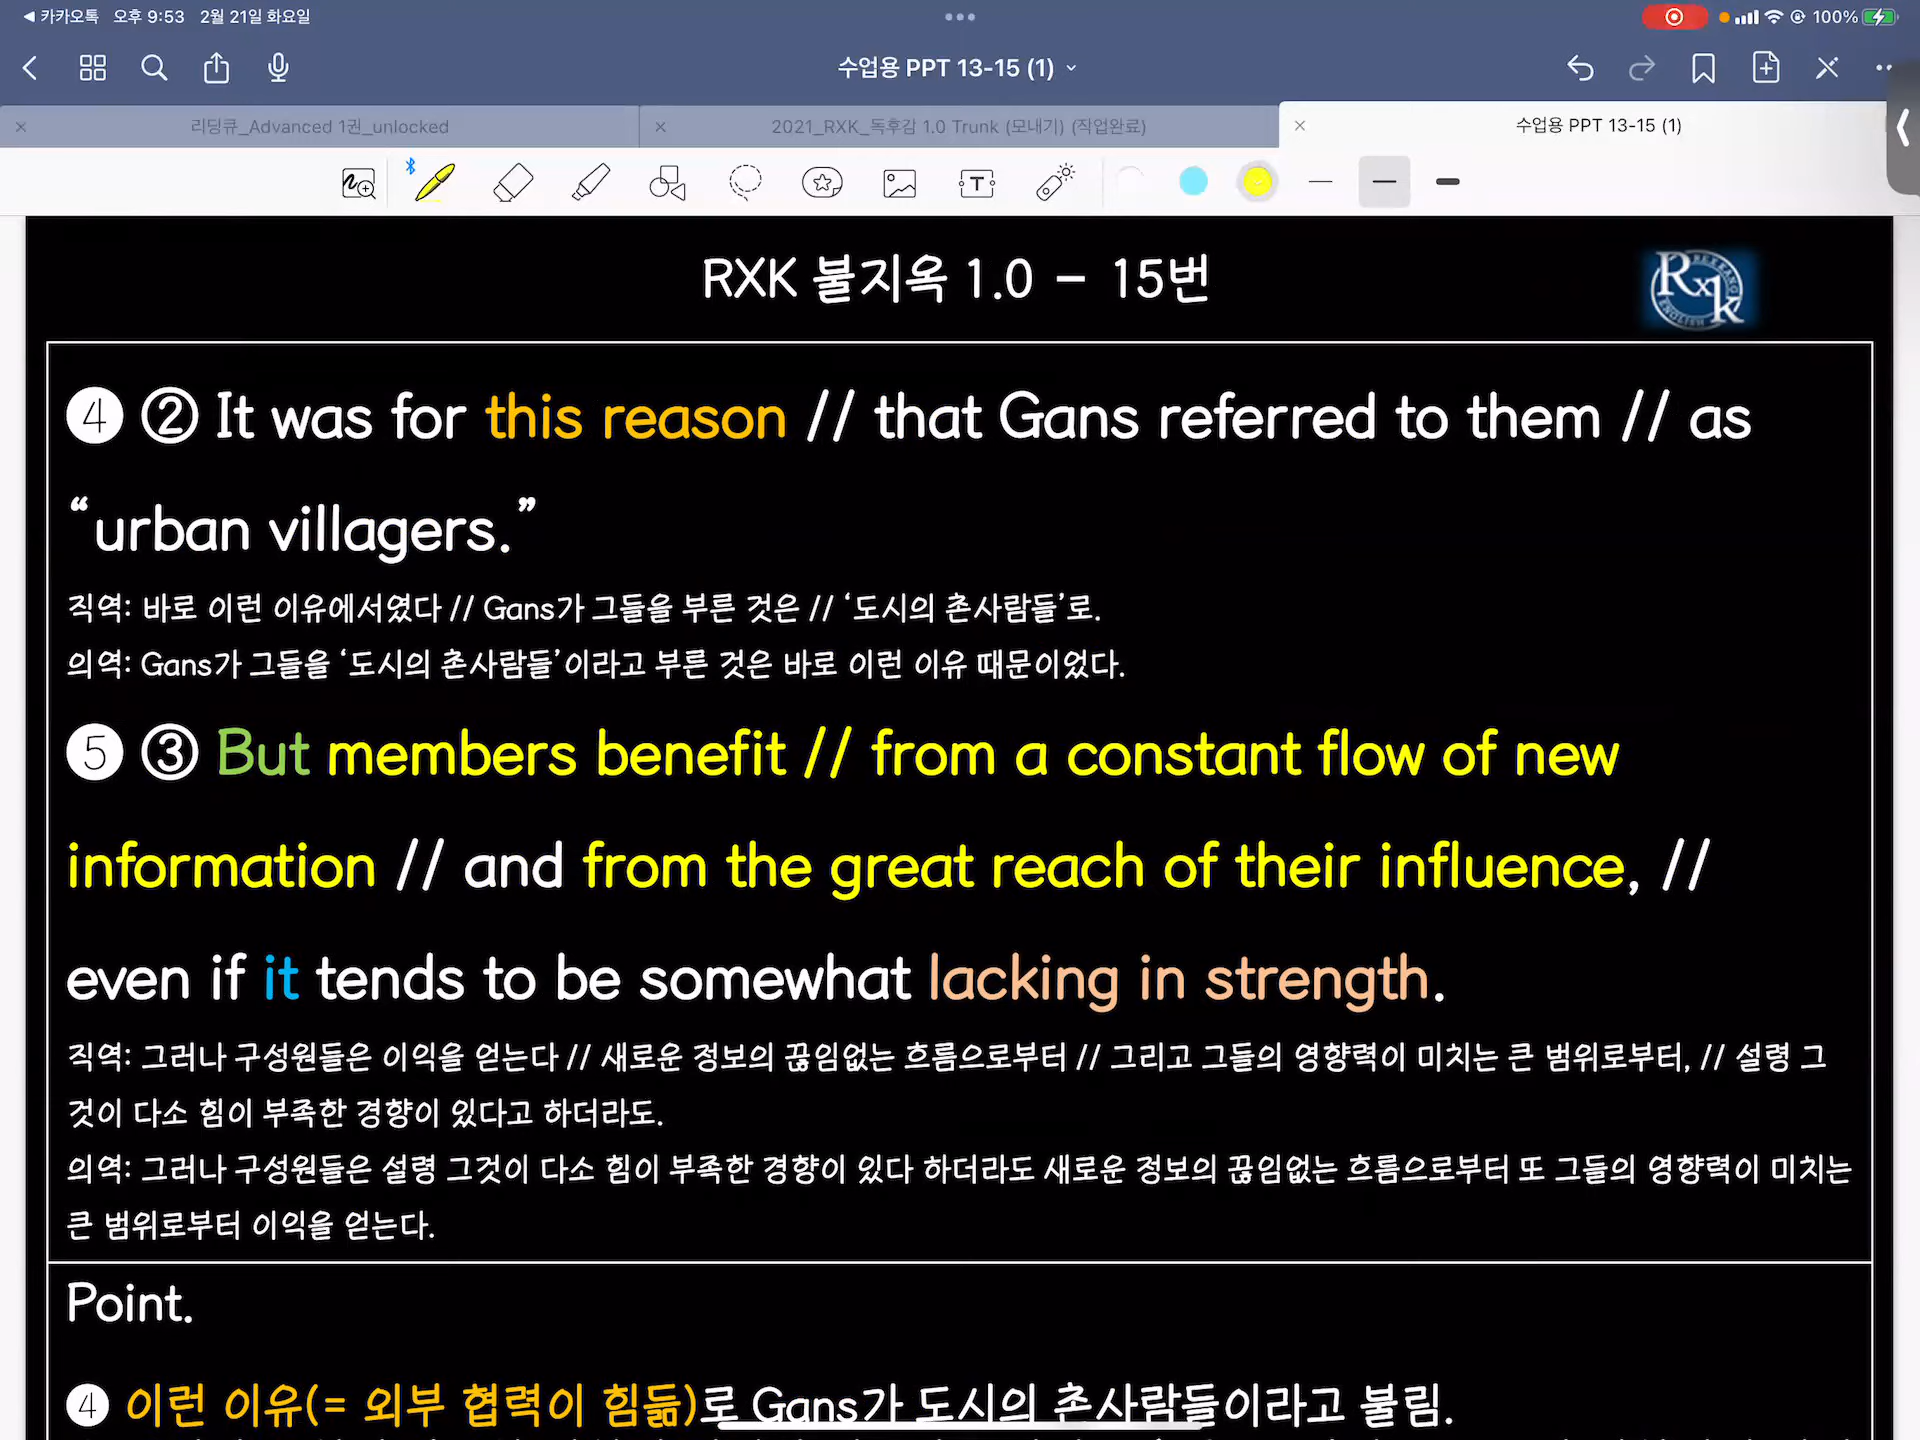 ◀ 카카오톡 오후 9:53 2월 21일 화요일 100%
수업용 PPT 13-15 (1)
리딩큐_Advanced 1권_unlocked 2021_RXK_독후감 1.0 Trunk (모내기) (작업완료) 수업용 PPT 13-15 (1)
RXK 불지옥 1.0 – 15번
RxK
ENGLISH
❹ ② It was for this reason // that Gans referred to them // as
“urban villagers.”
직역: 바로 이런 이유에서였다 // Gans가 그들을 부른 것은 // ‘도시의 촌사람들’로.
의역: Gans가 그들을 ‘도시의 촌사람들’이라고 부른 것은 바로 이런 이유 때문이었다.
❺ ③ But members benefit // from a constant flow of new
information // and from the great reach of their influence, //
even if it tends to be somewhat lacking in strength.
직역: 그러나 구성원들은 이익을 얻는다 // 새로운 정보의 끊임없는 흐름으로부터 // 그리고 그들의 영향력이 미치는 큰 범위로부터, // 설령 그
것이 다소 힘이 부족한 경향이 있다고 하더라도.
의역: 그러나 구성원들은 설령 그것이 다소 힘이 부족한 경향이 있다 하더라도 새로운 정보의 끊임없는 흐름으로부터 또 그들의 영향력이 미치는
큰 범위로부터 이익을 얻는다.
Point.
❹ 이런 이유(= 외부 협력이 힘듦)로 Gans가 도시의 촌사람들이라고 불림.